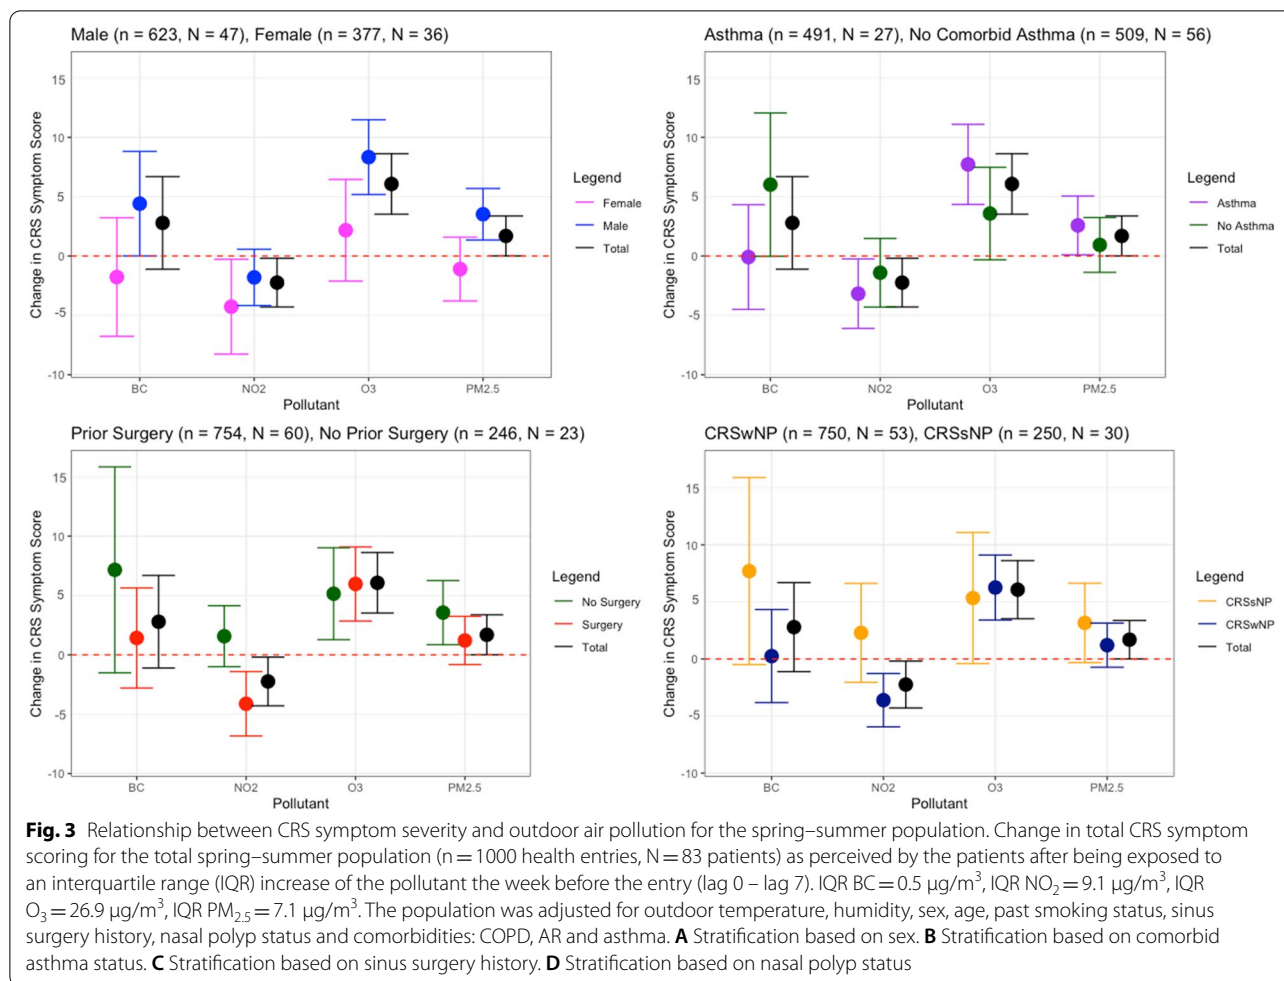 Male (n = 623, N = 47), Female (n = 377, N = 36)
15
10
5
0
-5
-10
Change in CRS Symptom Score
BC
NO2
O3
PM2.5
Pollutant
Legend
Female
Male
Total
Asthma (n = 491, N = 27), No Comorbid Asthma (n = 509, N = 56)
15
10
5
0
-5
-10
Change in CRS Symptom Score
BC
NO2
O3
PM2.5
Pollutant
Legend
Asthma
No Asthma
Total
Prior Surgery (n = 754, N = 60), No Prior Surgery (n = 246, N = 23)
15
10
5
0
-5
-10
Change in CRS Symptom Score
BC
NO2
O3
PM2.5
Pollutant
Legend
No Surgery
Surgery
Total
CRSwNP (n = 750, N = 53), CRSsNP (n = 250, N = 30)
15
10
5
0
-5
-10
Change in CRS Symptom Score
BC
NO2
O3
PM2.5
Pollutant
Legend
CRSsNP
CRSwNP
Total
Fig. 3 Relationship between CRS symptom severity and outdoor air pollution for the spring–summer population. Change in total CRS symptom
scoring for the total spring–summer population (n = 1000 health entries, N = 83 patients) as perceived by the patients after being exposed to
an interquartile range (IQR) increase of the pollutant the week before the entry (lag 0 – lag 7). IQR BC = 0.5 µg/m³, IQR NO₂ = 9.1 µg/m³, IQR
O₃ = 26.9 µg/m³, IQR PM₂.₅ = 7.1 µg/m³. The population was adjusted for outdoor temperature, humidity, sex, age, past smoking status, sinus
surgery history, nasal polyp status and comorbidities: COPD, AR and asthma. A Stratification based on sex. B Stratification based on comorbid
asthma status. C Stratification based on sinus surgery history. D Stratification based on nasal polyp status